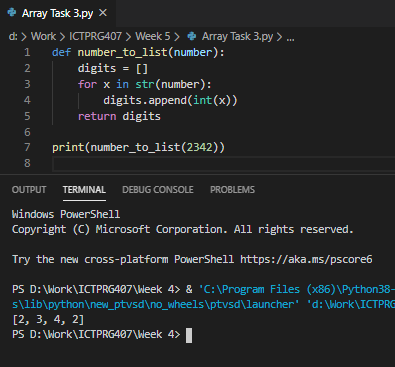 Array Task 3.py ×
d: > Work > ICTPRG407 > Week 5 > Array Task 3.py > ...
1 def number_to_list(number):
2     digits = []
3     for x in str(number):
4         digits.append(int(x))
5     return digits
6
7 print(number_to_list(2342))
8
OUTPUT TERMINAL DEBUG CONSOLE PROBLEMS
Windows PowerShell
Copyright (C) Microsoft Corporation. All rights reserved.
Try the new cross-platform PowerShell https://aka.ms/pscore6
PS D:\Work\ICTPRG407\Week 4> & 'C:\Program Files (x86)\Python38-
s\lib\python\new_ptvsd\no_wheels\ptvsd\launcher' 'd:\Work\ICTPRG
[2, 3, 4, 2]
PS D:\Work\ICTPRG407\Week 4>